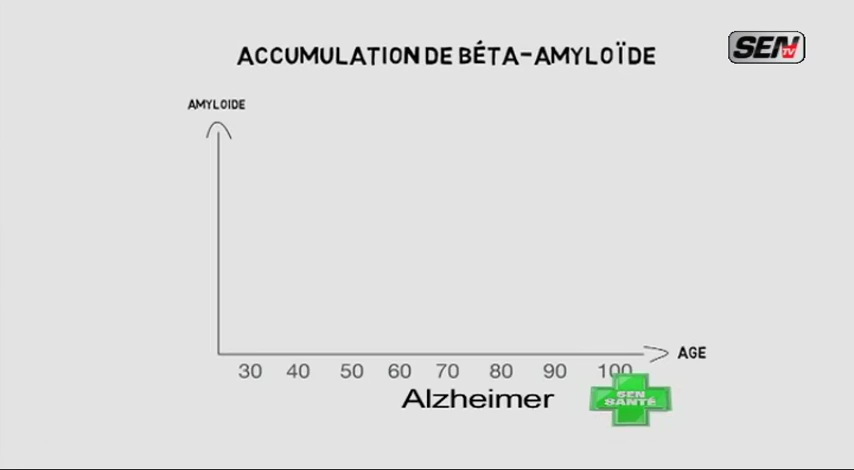 ACCUMULATION DE BÉTA-AMYLOÏDE
SEN
TV
AMYLOIDE
AGE
30 40 50 60 70 80 90 100
Alzheimer
SEN
SANTÉ